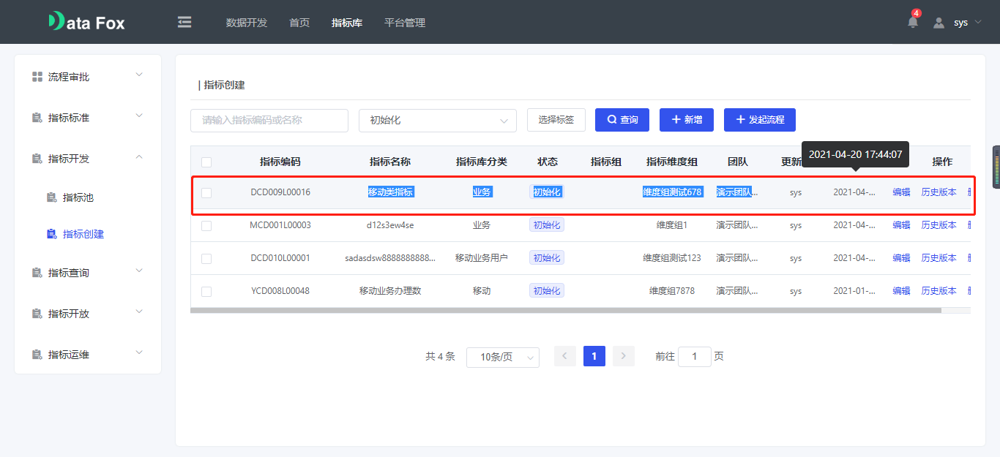 Data Fox
数据开发 首页 指标库 平台管理
4
sys
流程审批
指标标准
指标开发
指标池
指标创建
指标查询
指标开放
指标运维
| 指标创建
请输入指标编码或名称 初始化 选择标签 查询 + 新增 + 发起流程
2021-04-20 17:44:07
指标编码 指标名称 指标库分类 状态 指标组 指标维度组 团队 更新 操作
DCD009L00016 移动类指标 业务 初始化 维度组测试678 演示团队... sys 2021-04-... 编辑 历史版本
MCD001L00003 d12s3ew4se 业务 初始化 维度组1 演示团队... sys 2021-04-... 编辑 历史版本
DCD010L00001 sadasdsw8888888888... 移动业务用户 初始化 维度组测试123 演示团队... sys 2021-04-... 编辑 历史版本
YCD008L00048 移动业务办理数 移动 初始化 维度组7878 演示团队... sys 2021-01-... 编辑 历史版本
共 4 条 10条/页 < 1 > 前往 1 页